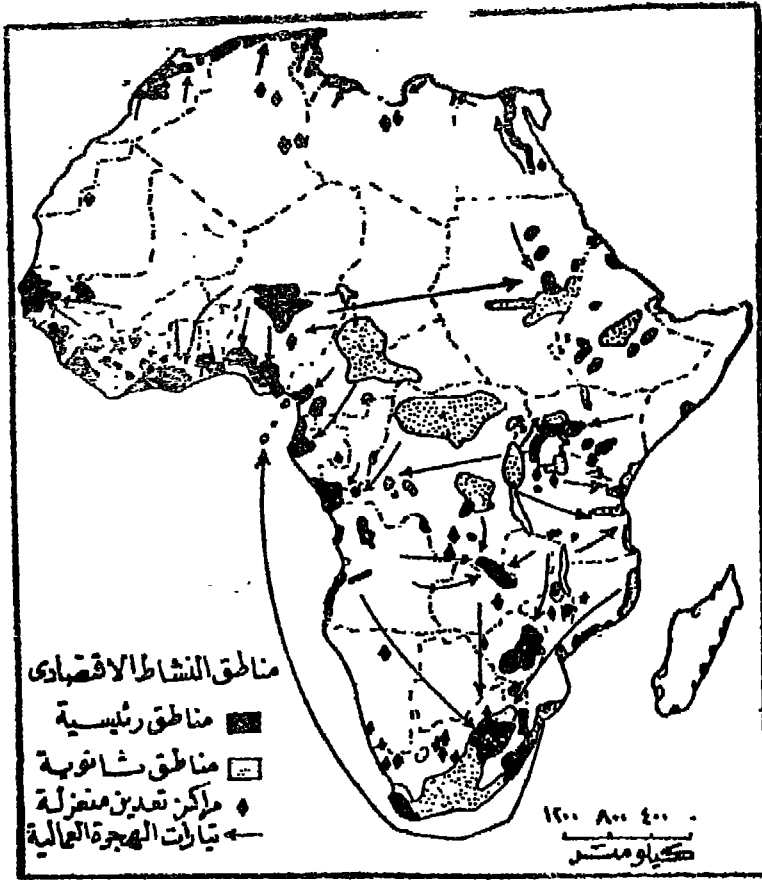 مناطق النشاط الاقتصادى
مناطق رئيسية
مناطق ثانوية
مراكز تعدين منعزلة
تيارات الهجرة العمالية
١٢٠٠ ٨٠٠ ٤٠٠ ٠
كيلومتر